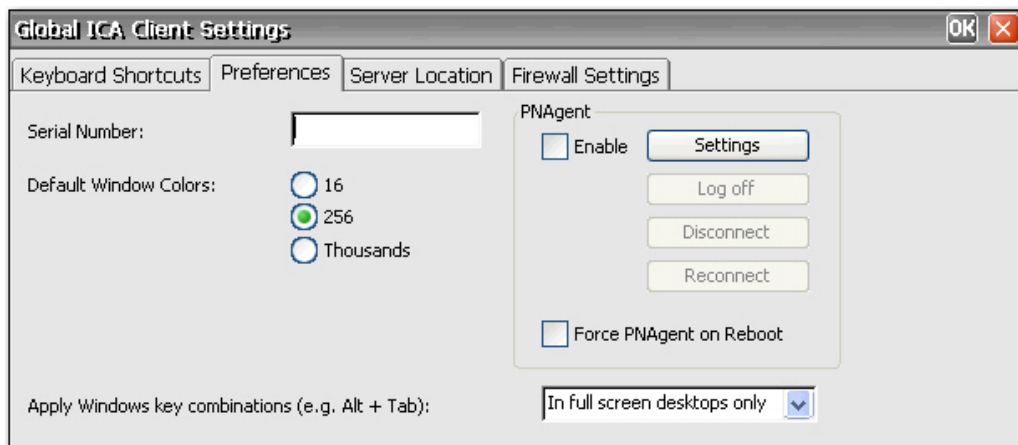 Global ICA Client Settings OK
Keyboard Shortcuts Preferences Server Location Firewall Settings
Serial Number:
Default Window Colors:
16
256
Thousands
PNAgent
Enable Settings
Log off
Disconnect
Reconnect
Force PNAgent on Reboot
Apply Windows key combinations (e.g. Alt + Tab): In full screen desktops only